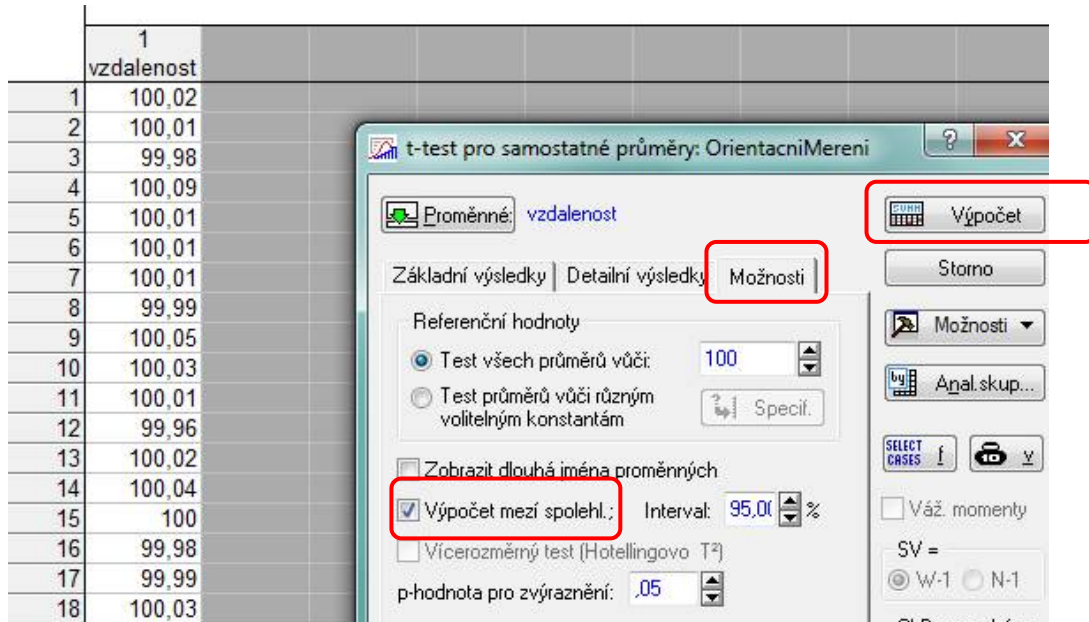 1
vzdalenost
1 100,02
2 100,01
3 99,98
4 100,09
5 100,01
6 100,01
7 100,01
8 99,99
9 100,05
10 100,03
11 100,01
12 99,96
13 100,02
14 100,04
15 100
16 99,98
17 99,99
18 100,03
t-test pro samostatné průměry: OrientacniMereni
Proměnné: vzdalenost
Základní výsledky Detailní výsledky Možnosti
Referenční hodnoty
Test všech průměrů vůči: 100
Test průměrů vůči různým
volitelným konstantám
Specif.
Zobrazit dlouhá jména proměnných
Výpočet mezí spolehl.; Interval: 95,00 %
Vícerozměrný test (Hotellingovo T²)
p-hodnota pro zvýraznění: ,05
Výpočet
Storno
Možnosti
Anal.skup...
SELECT
CASES f v
Váž. momenty
SV =
W-1 N-1